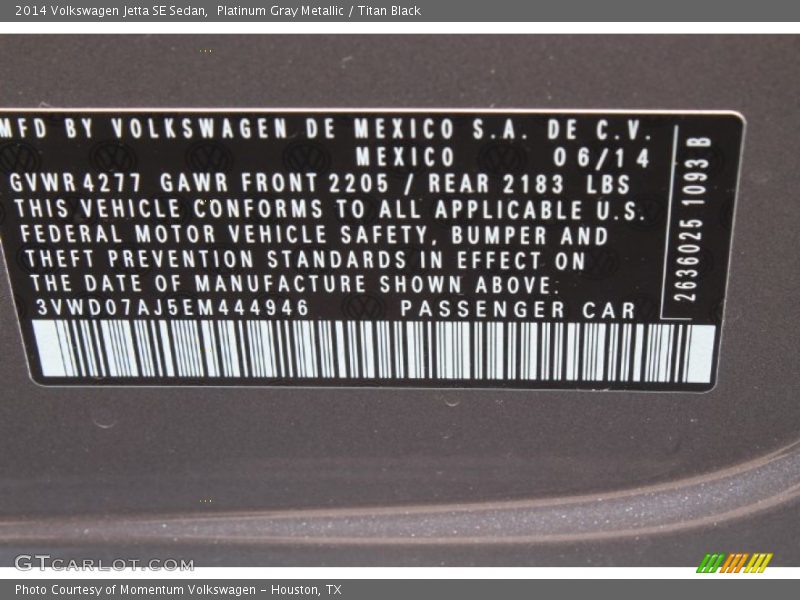 2014 Volkswagen Jetta SE Sedan,  Platinum Gray Metallic / Titan Black
MFD BY VOLKSWAGEN DE MEXICO S.A. DE C.V.
MEXICO 06/14
GVWR4277 GAWR FRONT 2205 / REAR 2183 LBS
THIS VEHICLE CONFORMS TO ALL APPLICABLE U.S.
FEDERAL MOTOR VEHICLE SAFETY, BUMPER AND
THEFT PREVENTION STANDARDS IN EFFECT ON
THE DATE OF MANUFACTURE SHOWN ABOVE.
3VWD07AJ5EM444946 PASSENGER CAR
2636025 1093 B
GTCARLOT.COM
Photo Courtesy of Momentum Volkswagen - Houston, TX